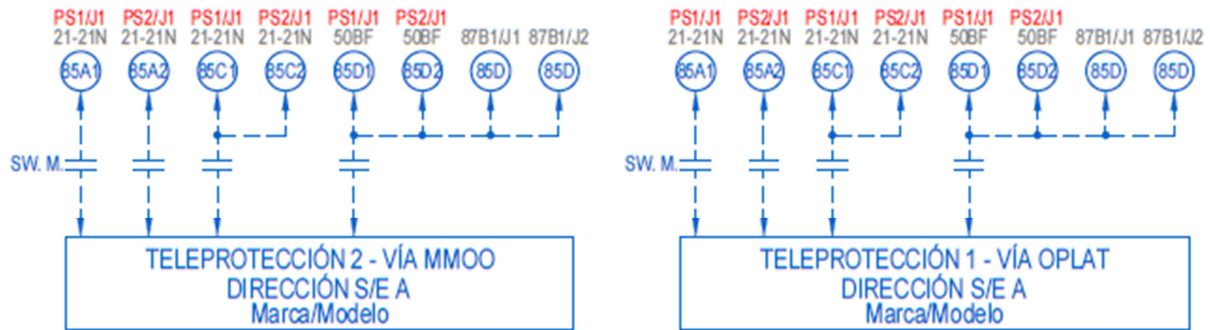 PS1/J1 PS2/J1 PS1/J1 PS2/J1 PS1/J1 PS2/J1
21-21N 21-21N 21-21N 21-21N 50BF 50BF 87B1/J1 87B1/J2
85A1 85A2 85C1 85C2 85D1 85D2 85D 85D
SW. M.
TELEPROTECCIÓN 2 - VÍA MMOO
DIRECCIÓN S/E A
Marca/Modelo
PS1/J1 PS2/J1 PS1/J1 PS2/J1 PS1/J1 PS2/J1
21-21N 21-21N 21-21N 21-21N 50BF 50BF 87B1/J1 87B1/J2
85A1 85A2 85C1 85C2 85D1 85D2 85D 85D
SW. M.
TELEPROTECCIÓN 1 - VÍA OPLAT
DIRECCIÓN S/E A
Marca/Modelo